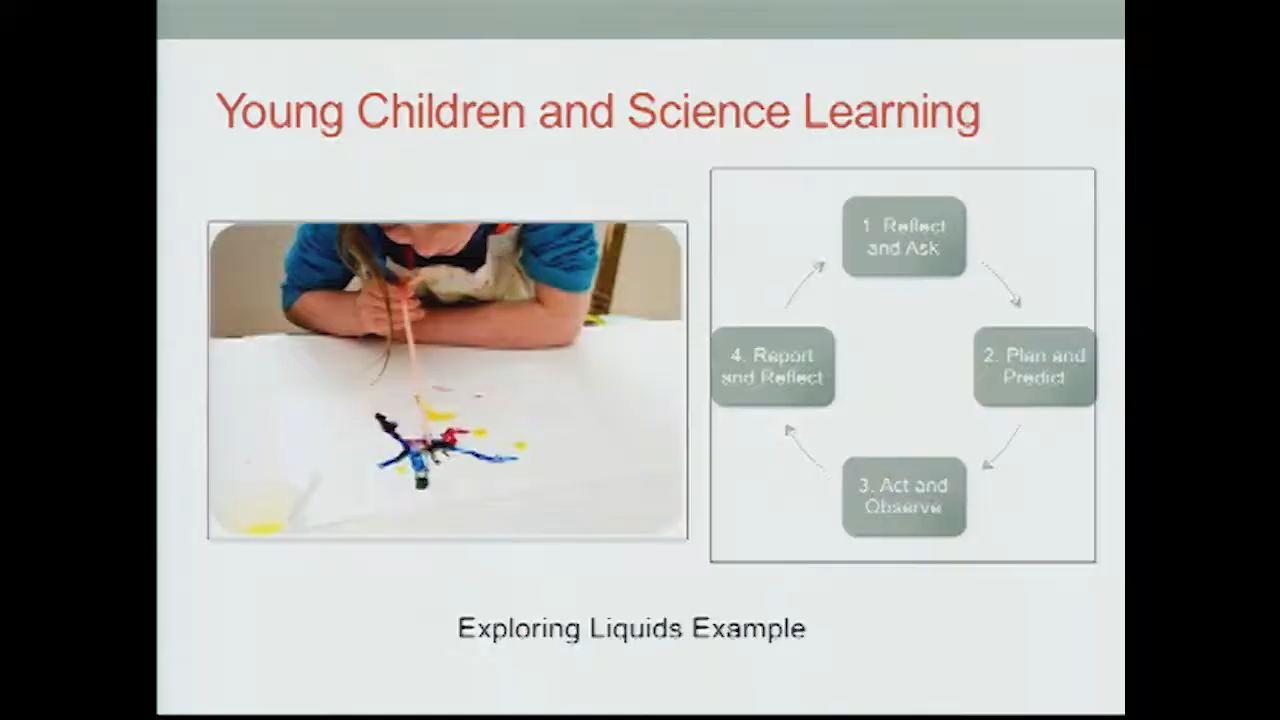 Young Children and Science Learning
1. Reflect
and Ask
2. Plan and
Predict
3. Act and
Observe
4. Report
and Reflect
Exploring Liquids Example